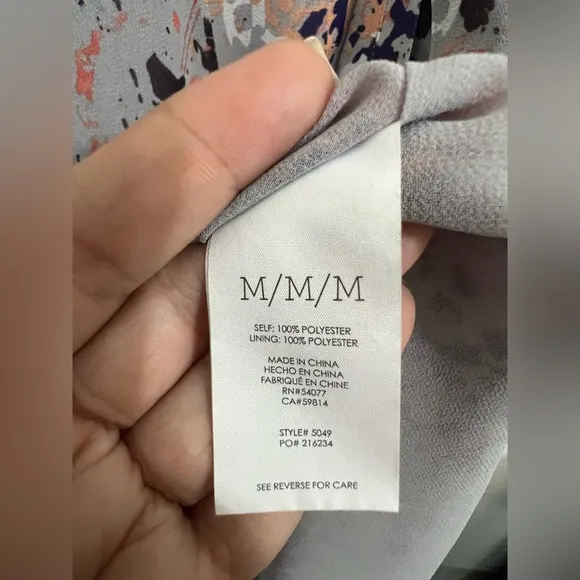 M/M/M
SELF: 100% POLYESTER
LINING: 100% POLYESTER
MADE IN CHINA
HECHO EN CHINA
FABRIQUÉ EN CHINE
RN#54077
CA#59814
STYLE# 5049
PO# 216234
SEE REVERSE FOR CARE